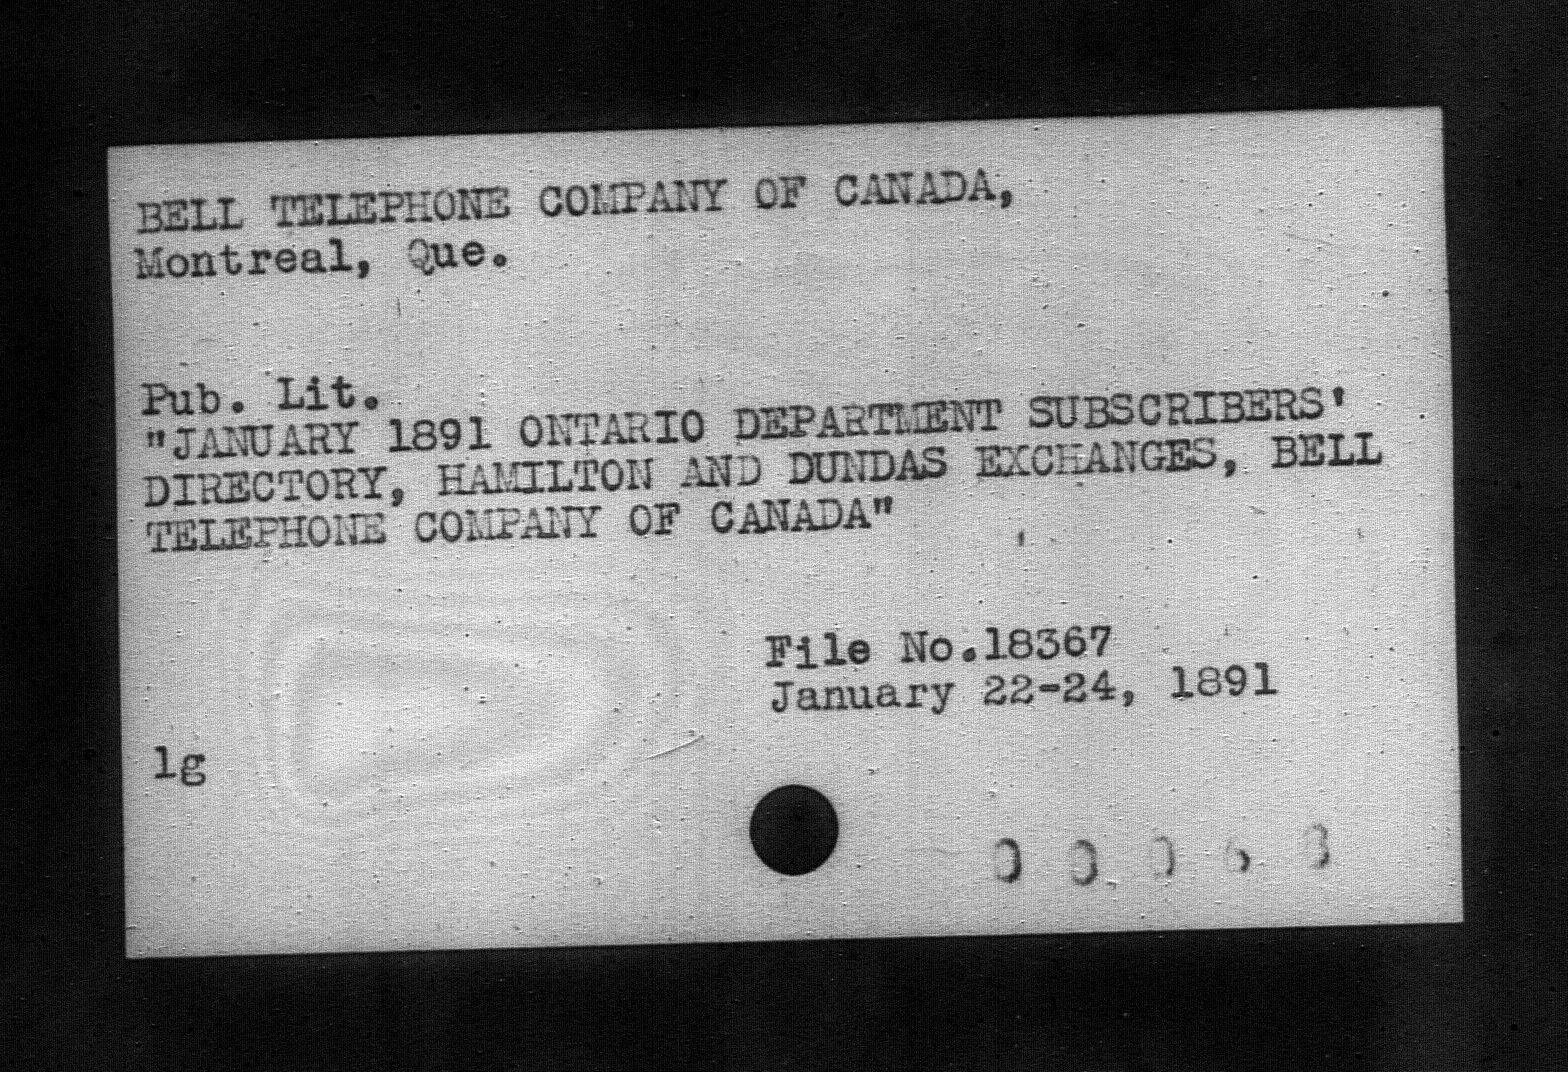 BELL TELEPHONE COMPANY OF CANADA,
Montreal, Que.
Pub. Lit.
"JANUARY 1891 ONTARIO DEPARTMENT SUBSCRIBERS'
DIRECTORY, HAMILTON AND DUNDAS EXCHANGES, BELL
TELEPHONE COMPANY OF CANADA"
File No.18367
January 22-24, 1891
lg